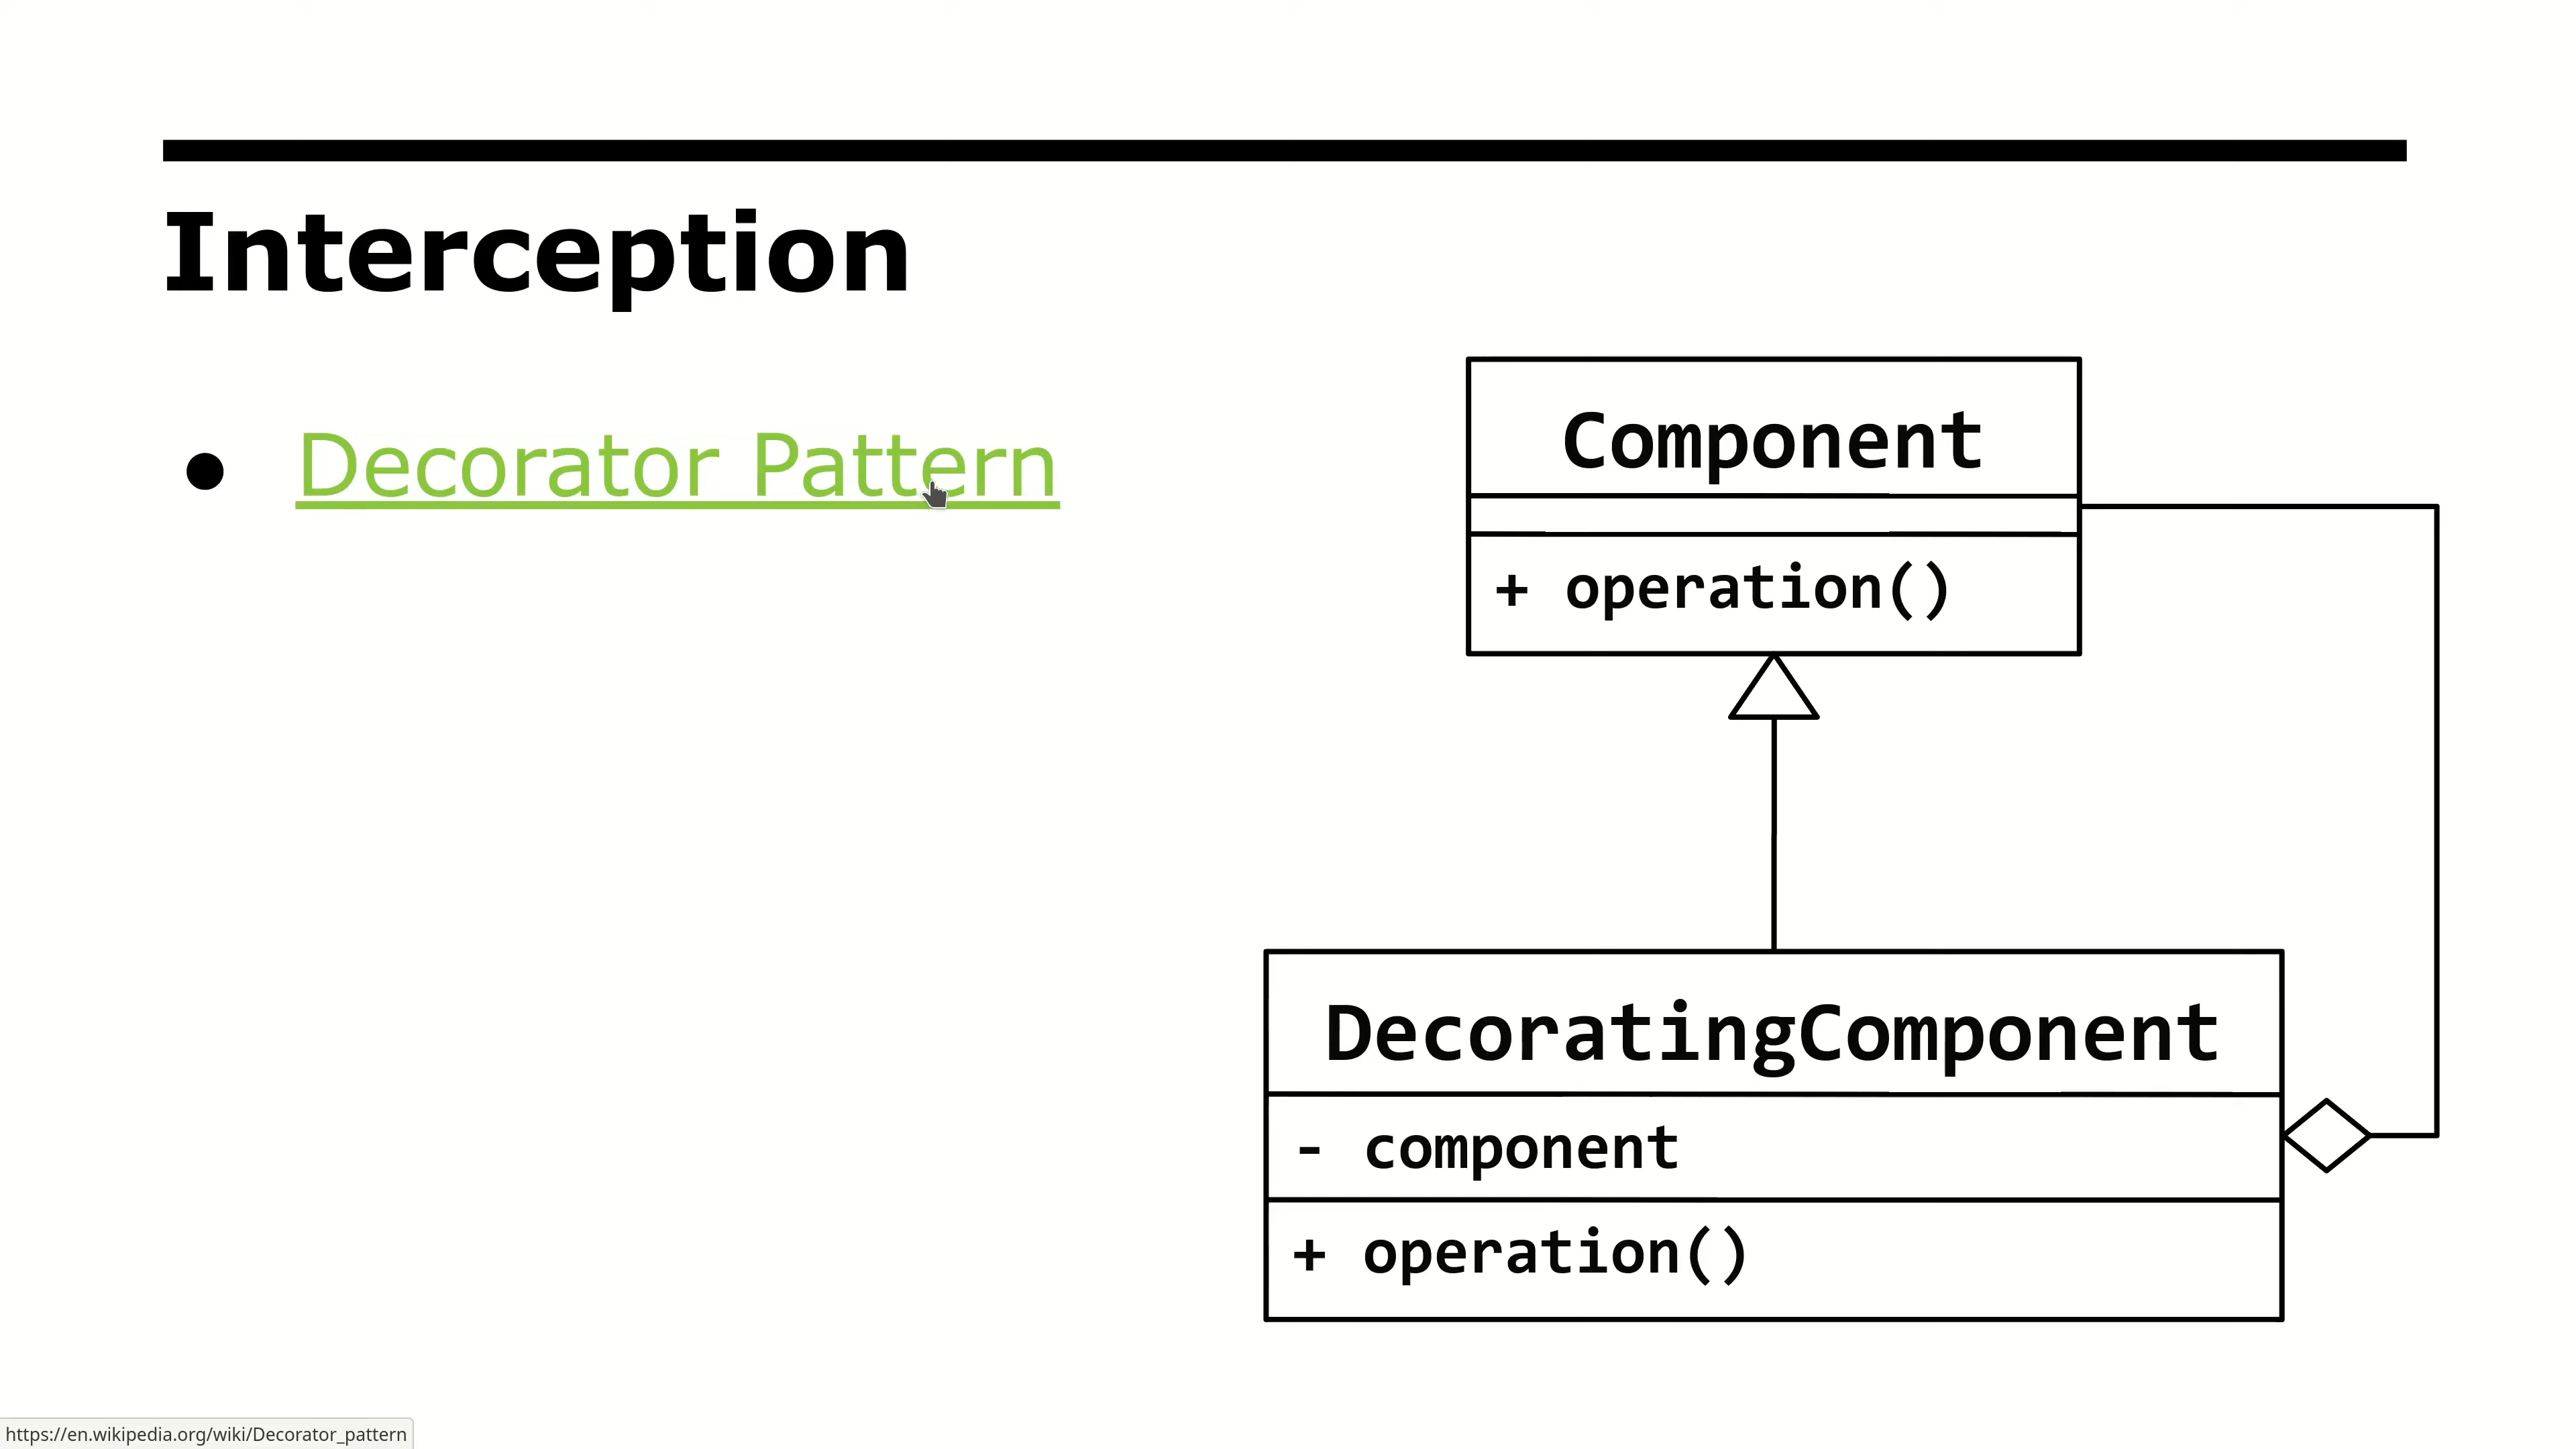 Interception
● Decorator Pattern
Component
+ operation()
DecoratingComponent
- component
+ operation()
https://en.wikipedia.org/wiki/Decorator_pattern